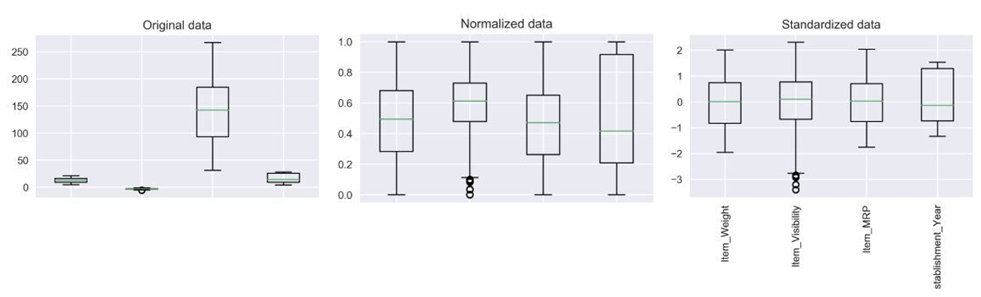 Original data
250
200
150
100
50
0
Normalized data
1.0
0.8
0.6
0.4
0.2
0.0
Standardized data
2
1
0
−1
−2
−3
Item_Weight
Item_Visibility
Item_MRP
stablishment_Year